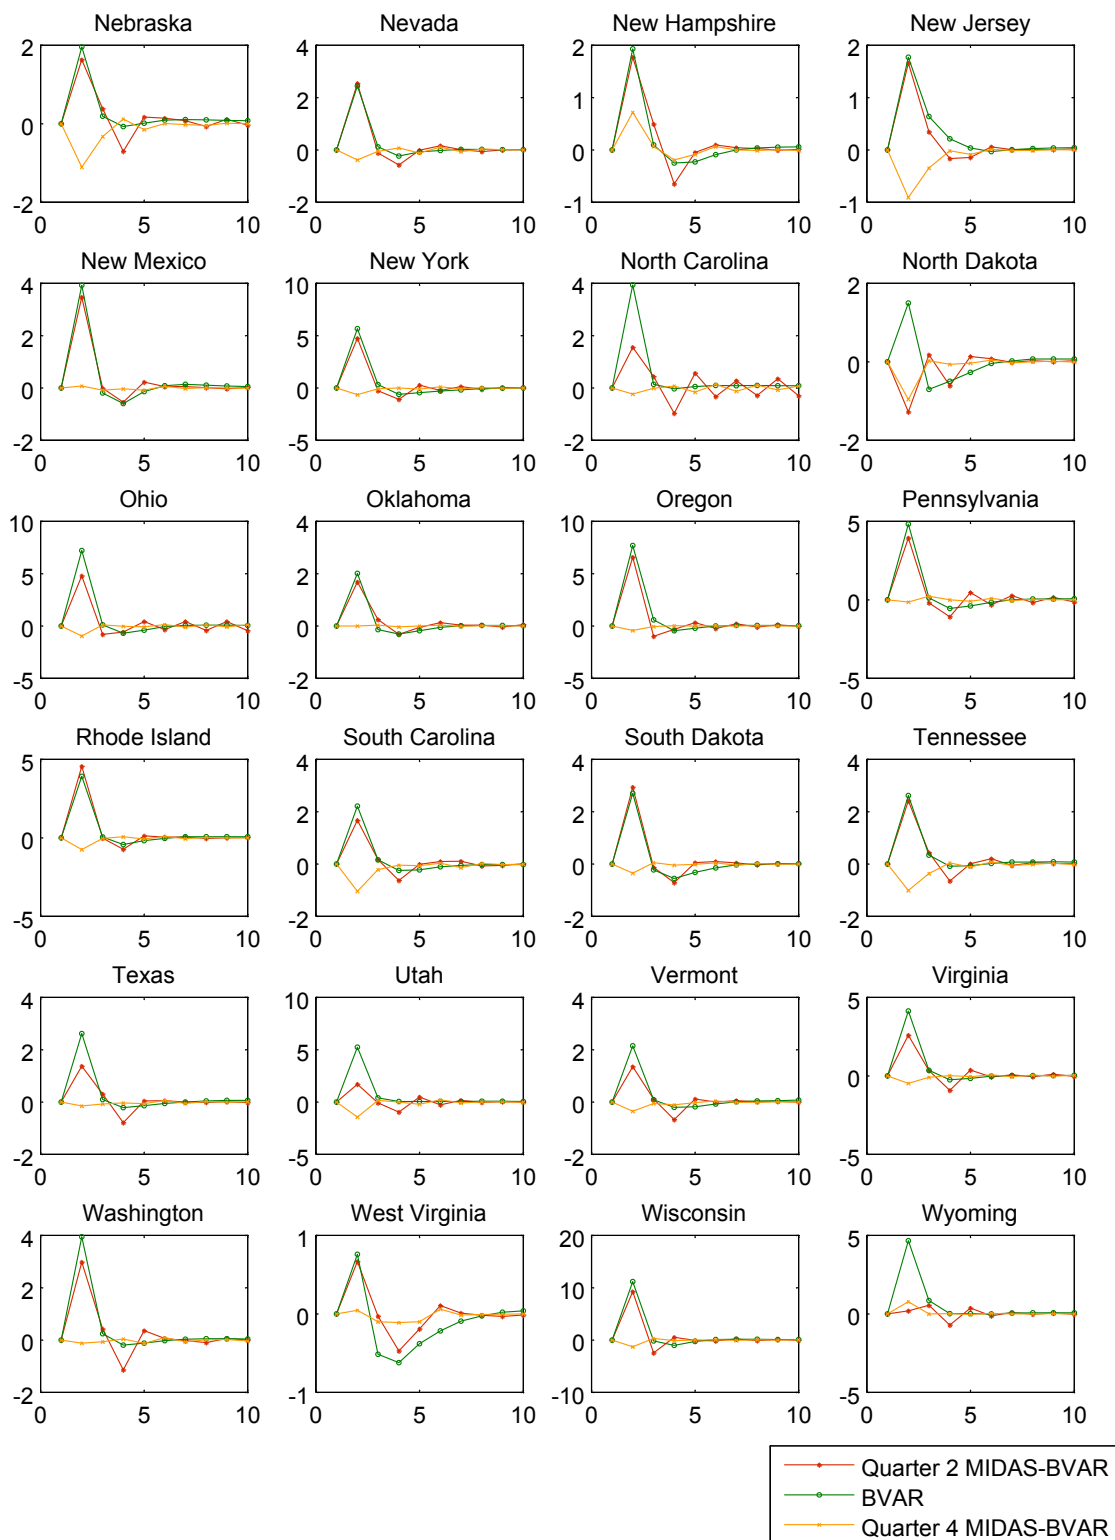 Nebraska Nevada New Hampshire New Jersey
2 4 2 2
2 1 1
0 0 0 0
-2 -2 -1 -1
0 5 10 0 5 10 0 5 10 0 5 10
New Mexico New York North Carolina North Dakota
4 10 4 2
2 5 2
0 0 0 0
-2 -5 -2 -2
0 5 10 0 5 10 0 5 10 0 5 10
Ohio Oklahoma Oregon Pennsylvania
10 4 10 5
5 2 5
0 0 0 0
-5 -2 -5 -5
0 5 10 0 5 10 0 5 10 0 5 10
Rhode Island South Carolina South Dakota Tennessee
5 4 4 4
2 2 2
0 0 0 0
-5 -2 -2 -2
0 5 10 0 5 10 0 5 10 0 5 10
Texas Utah Vermont Virginia
4 10 4 5
2 5 2
0 0 0 0
-2 -5 -2 -5
0 5 10 0 5 10 0 5 10 0 5 10
Washington West Virginia Wisconsin Wyoming
4 1 20 5
2 10
0 0 0 0
-2 -1 -10 -5
0 5 10 0 5 10 0 5 10 0 5 10
Quarter 2 MIDAS-BVAR
BVAR
Quarter 4 MIDAS-BVAR